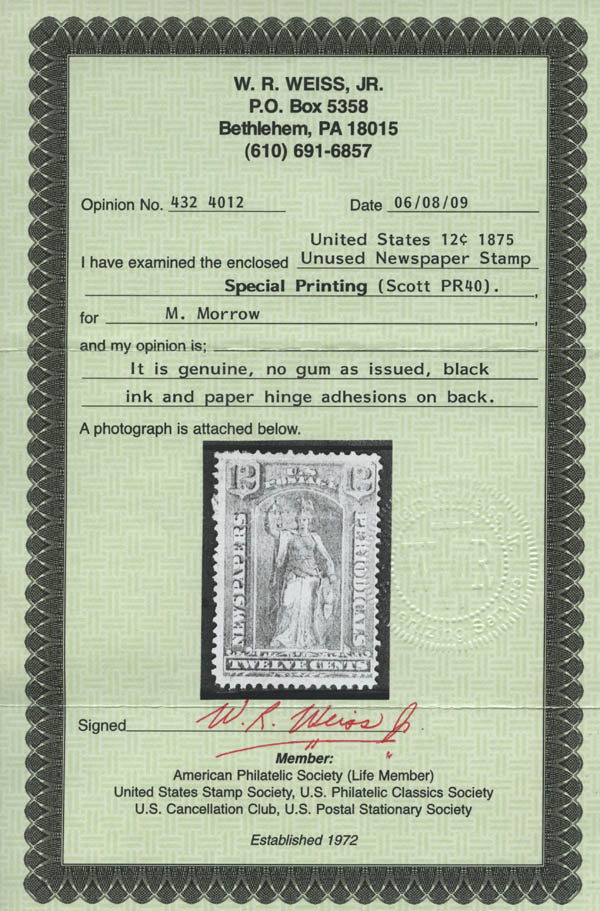 W. R. WEISS, JR.
P.O. Box 5358
Bethlehem, PA 18015
(610) 691-6857
Opinion No. 432 4012 Date 06/08/09
United States 12¢ 1875
I have examined the enclosed Unused Newspaper Stamp
Special Printing (Scott PR40).,
for M. Morrow,
and my opinion is;
It is genuine, no gum as issued, black
ink and paper hinge adhesions on back.
A photograph is attached below.
12 U.S. 12
POSTAGE
NEWSPAPERS
PERIODICALS
TWELVE CENTS
Signed W. R. Weiss Jr
Member:
American Philatelic Society (Life Member)
United States Stamp Society, U.S. Philatelic Classics Society
U.S. Cancellation Club, U.S. Postal Stationary Society
Established 1972